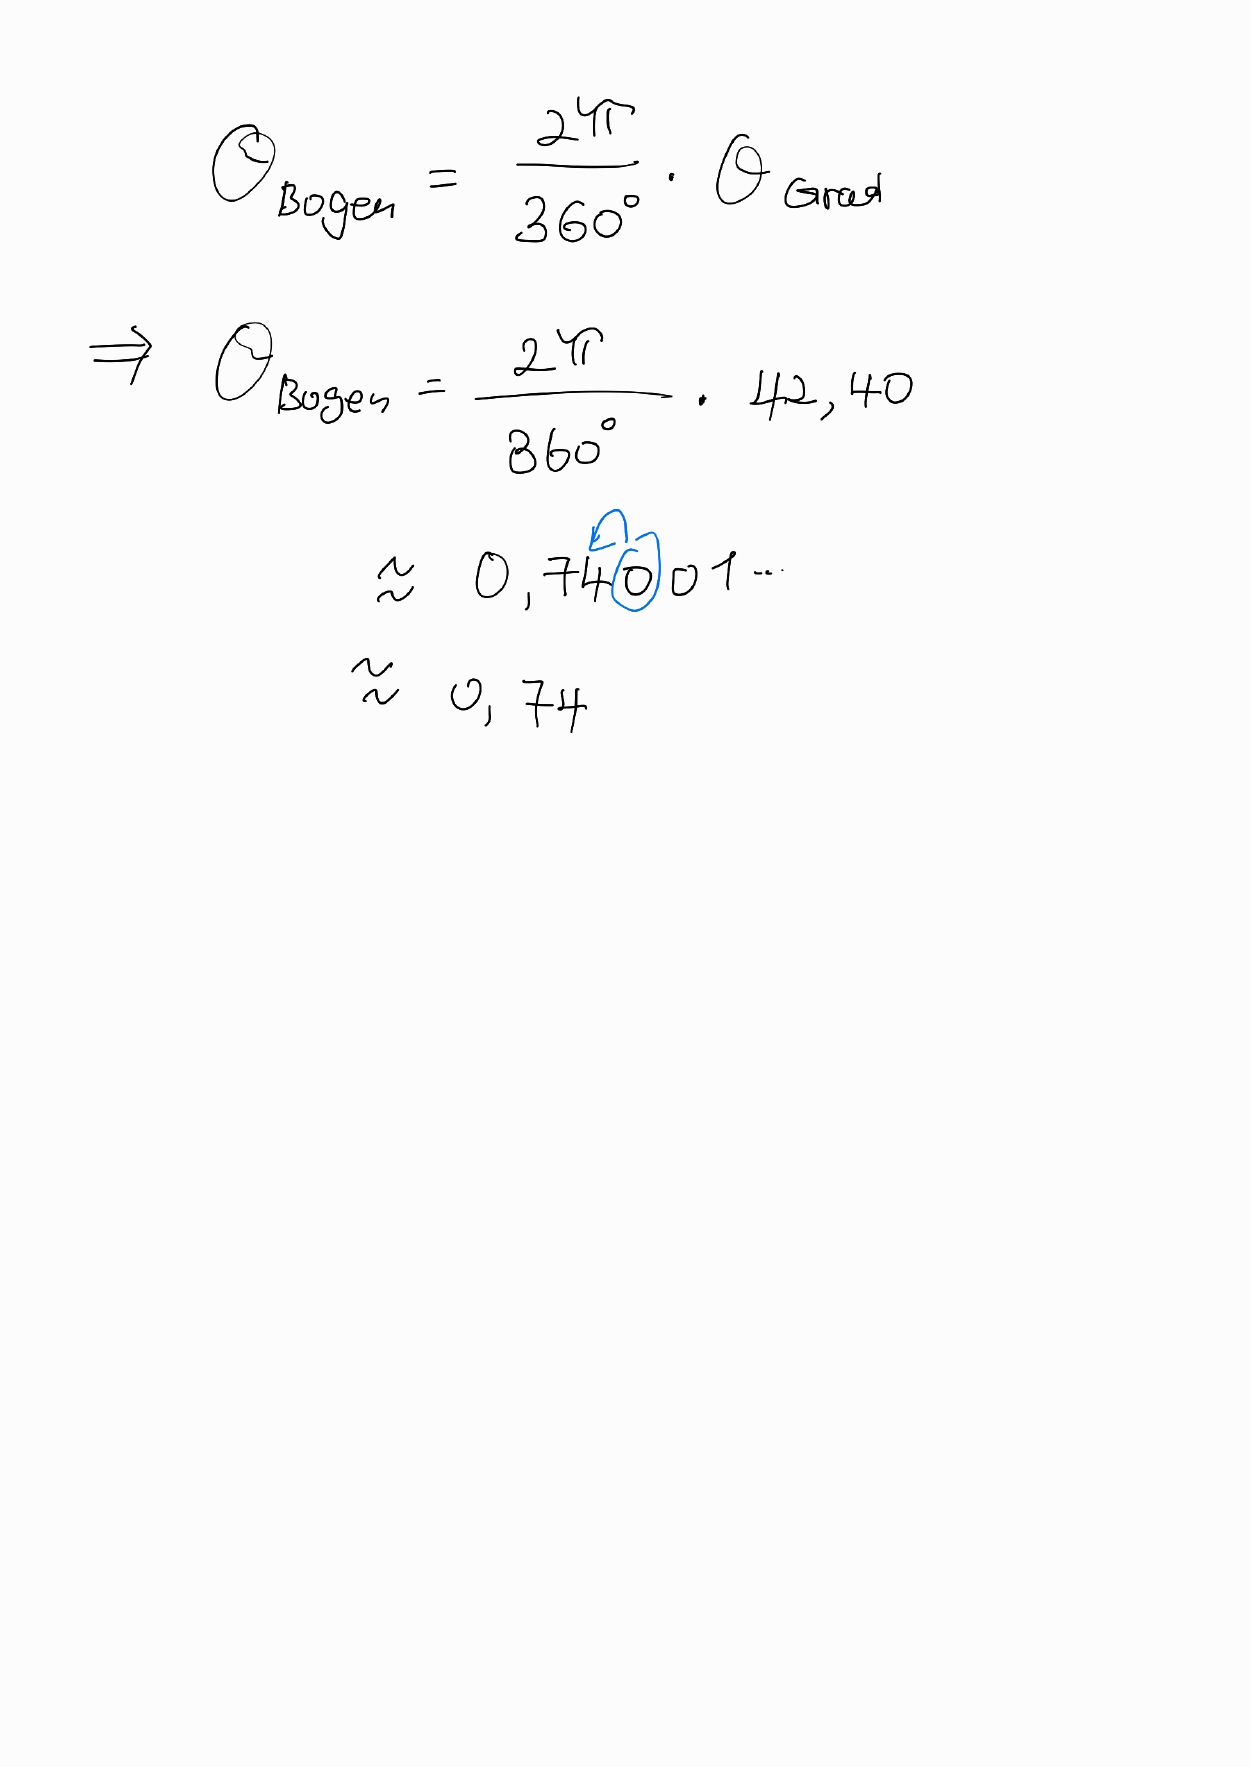 Θ_Bogen = 2π/360° · Θ_Grad
⇒ Θ_Bogen = 2π/360° · 42,40
≈ 0,74001...
≈ 0,74